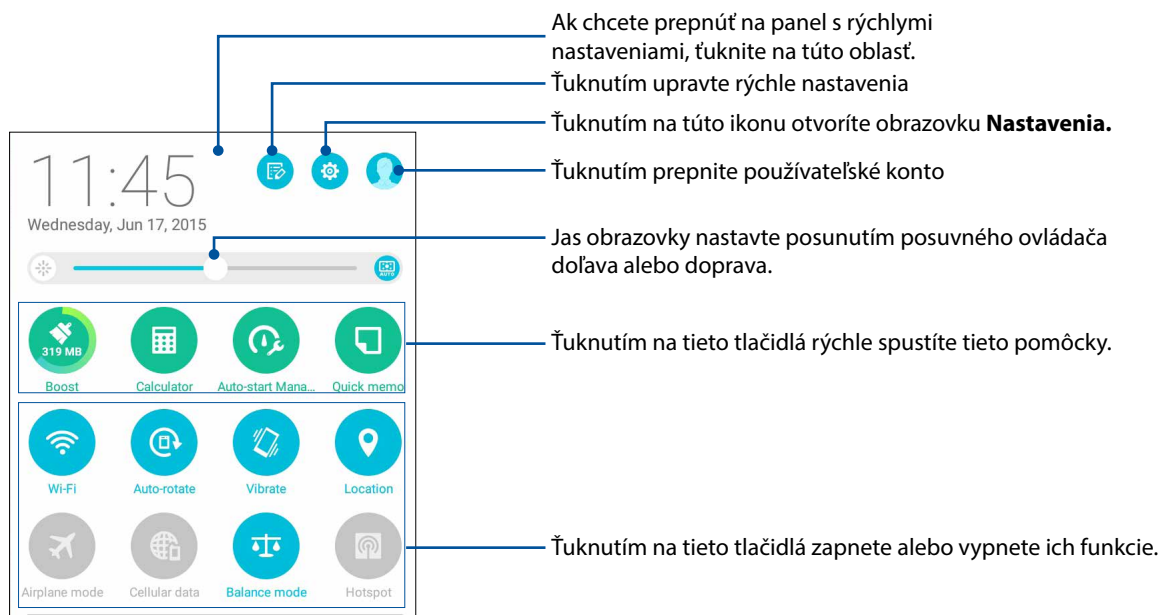 Ak chcete prepnúť na panel s rýchlymi
nastaveniami, ťuknite na túto oblasť.
Ťuknutím upravte rýchle nastavenia
Ťuknutím na túto ikonu otvoríte obrazovku Nastavenia.
Ťuknutím prepnite používateľské konto
11:45
Wednesday, Jun 17, 2015
Jas obrazovky nastavte posunutím posuvného ovládača
doľava alebo doprava.
AUTO
319 MB
Boost Calculator Auto-start Mana... Quick memo
Ťuknutím na tieto tlačidlá rýchle spustíte tieto pomôcky.
Wi-Fi Auto-rotate Vibrate Location
Airplane mode Cellular data Balance mode Hotspot
Ťuknutím na tieto tlačidlá zapnete alebo vypnete ich funkcie.